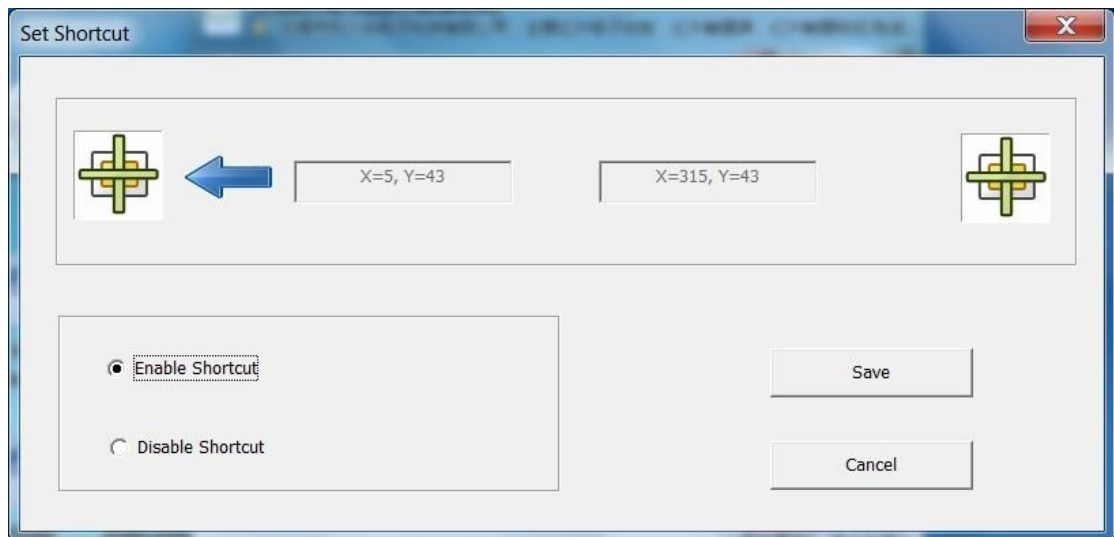 Set Shortcut
X=5, Y=43
X=315, Y=43
Enable Shortcut
Save
Disable Shortcut
Cancel